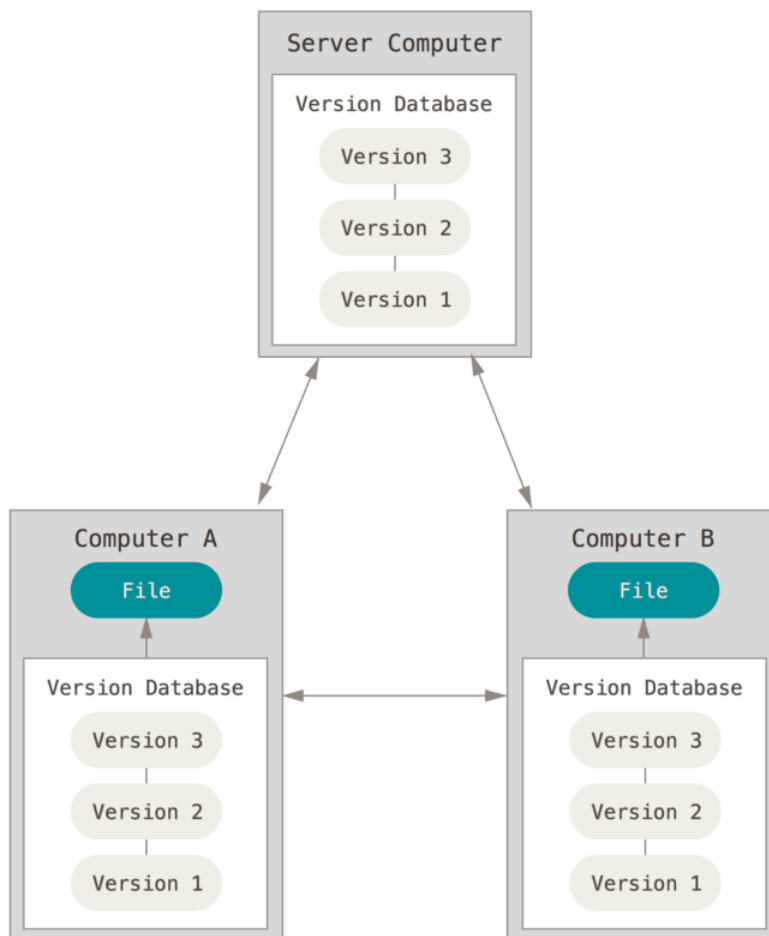 Server Computer
Version Database
Version 3
Version 2
Version 1
Computer A
File
Version Database
Version 3
Version 2
Version 1
Computer B
File
Version Database
Version 3
Version 2
Version 1